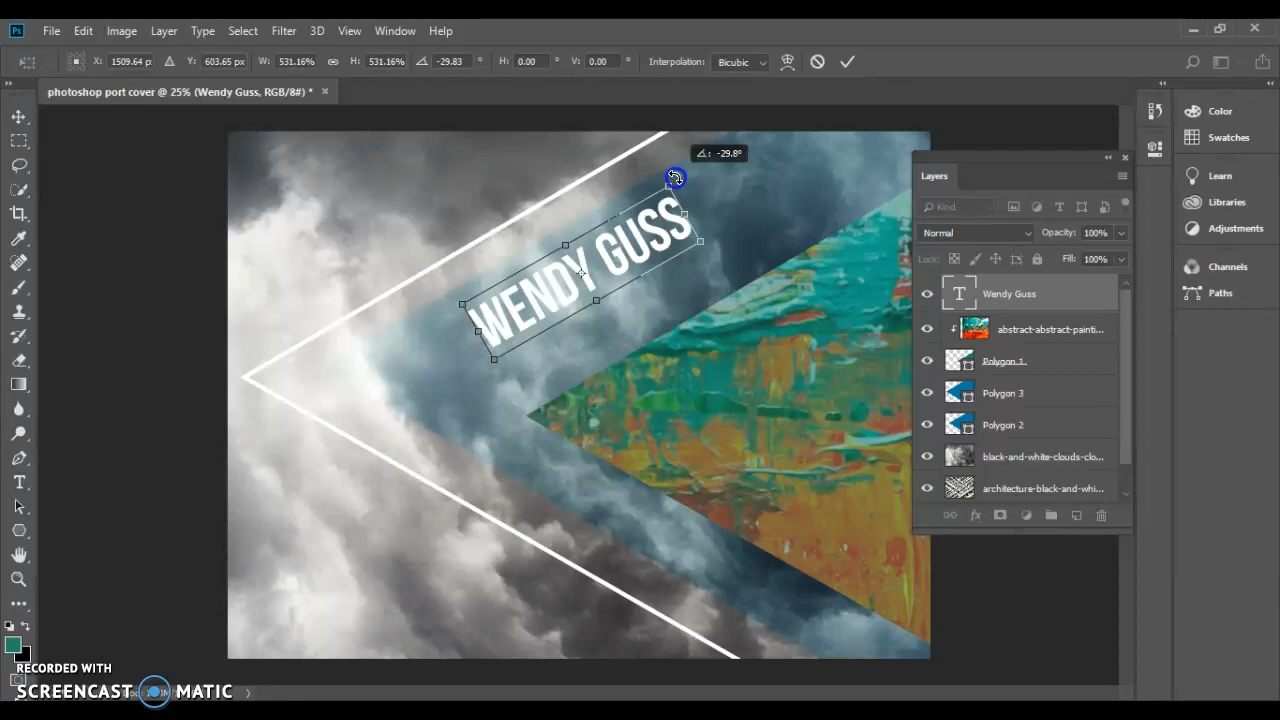 Ps File Edit Image Layer Type Select Filter 3D View Window Help
X: 1509.64 px Y: 603.65 px W: 531.16% H: 531.16% -29.83 ° H: 0.00 ° V: 0.00 ° Interpolation: Bicubic
photoshop port cover @ 25% (Wendy Guss, RGB/8#) * ×
-29.8°
WENDY GUSS
Layers
Kind
Normal Opacity: 100%
Lock: Fill: 100%
T Wendy Guss
abstract-abstract-painti...
Polygon 1
Polygon 3
Polygon 2
black-and-white-clouds-clo...
architecture-black-and-whi...
fx
Color
Swatches
Learn
Libraries
Adjustments
Channels
Paths
RECORDED WITH
SCREENCAST MATIC